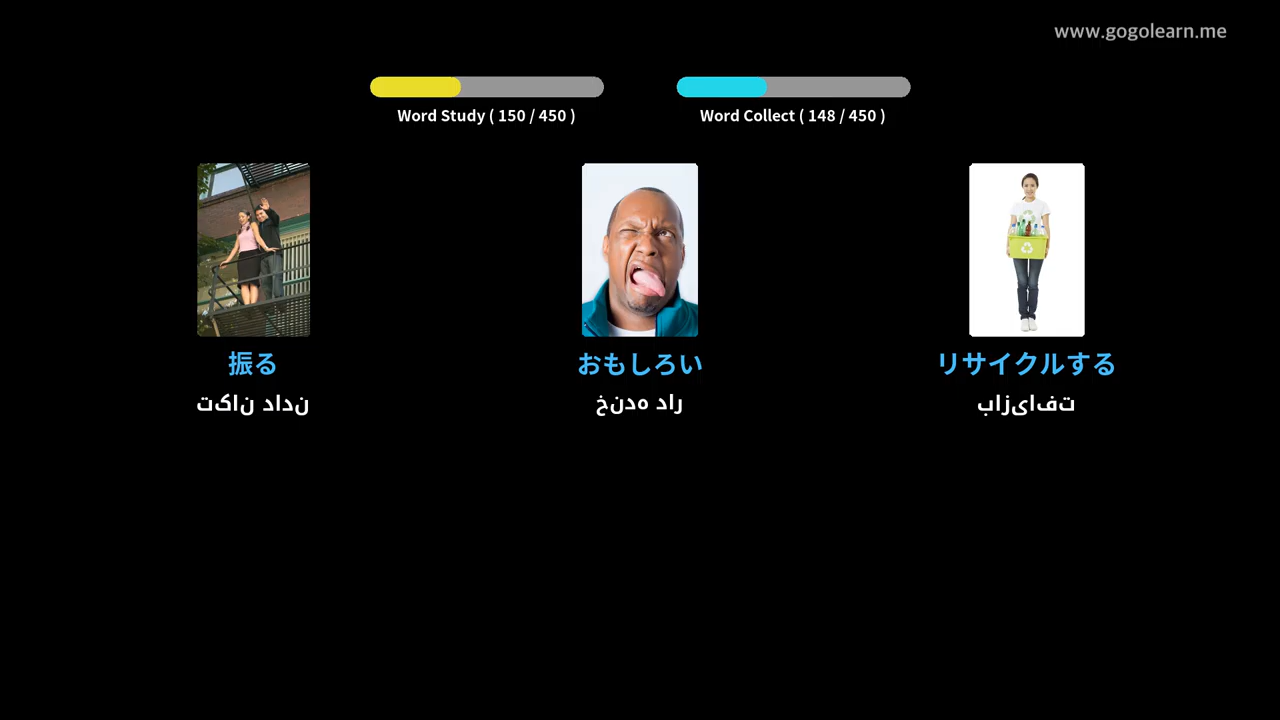 www.gogolearn.me
Word Study ( 150 / 450 )
Word Collect ( 148 / 450 )
振る
おもしろい
リサイクルする
تکان دادن
خنده دار
بازیافت